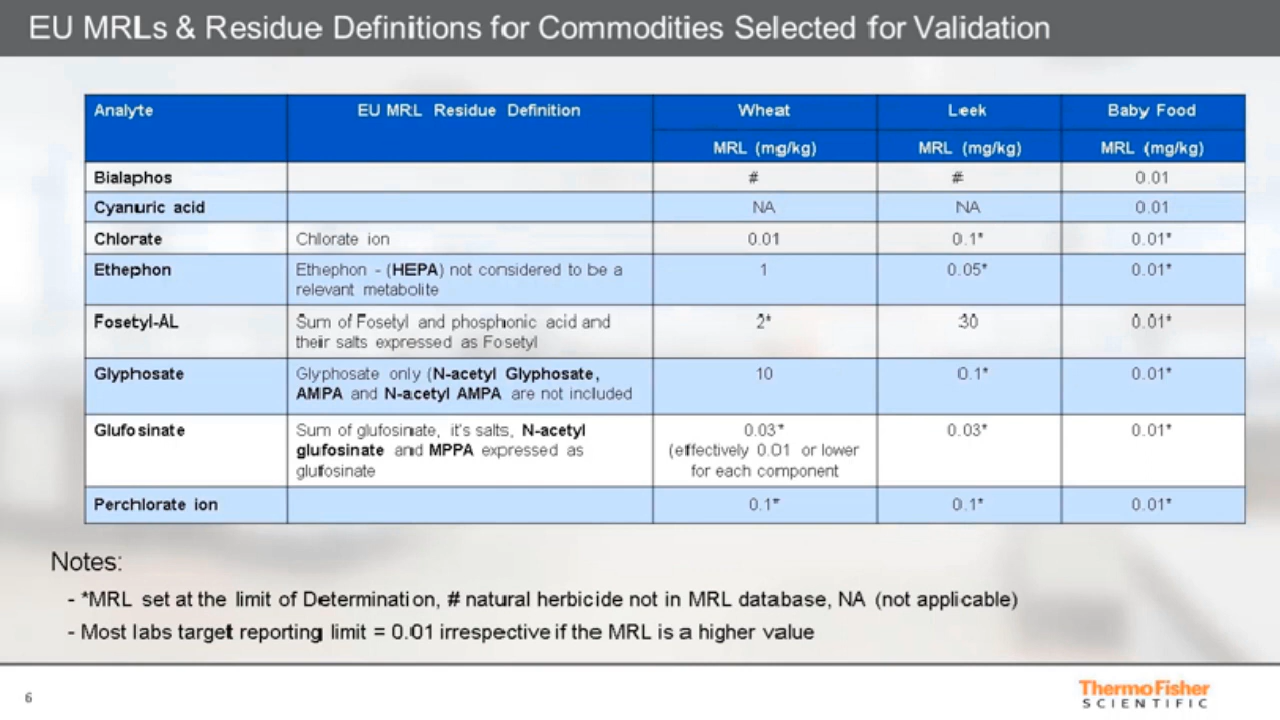 EU MRLs & Residue Definitions for Commodities Selected for Validation
Analyte EU MRL Residue Definition Wheat Leek Baby Food
MRL (mg/kg) MRL (mg/kg) MRL (mg/kg)
Bialaphos # # 0.01
Cyanuric acid NA NA 0.01
Chlorate Chlorate ion 0.01 0.1* 0.01*
Ethephon Ethephon - (HEPA) not considered to be a 1 0.05* 0.01*
relevant metabolite
Fosetyl-AL Sum of Fosetyl and phosphonic acid and 2* 30 0.01*
their salts expressed as Fosetyl
Glyphosate Glyphosate only (N-acetyl Glyphosate, 10 0.1* 0.01*
AMPA and N-acetyl AMPA are not included
Glufosinate Sum of glufosinate, it's salts, N-acetyl 0.03* 0.03* 0.01*
glufosinate and MPPA expressed as (effectively 0.01 or lower
glufosinate for each component
Perchlorate ion 0.1* 0.1* 0.01*
Notes:
- *MRL set at the limit of Determination, # natural herbicide not in MRL database, NA (not applicable)
- Most labs target reporting limit = 0.01 irrespective if the MRL is a higher value
6
ThermoFisher
SCIENTIFIC